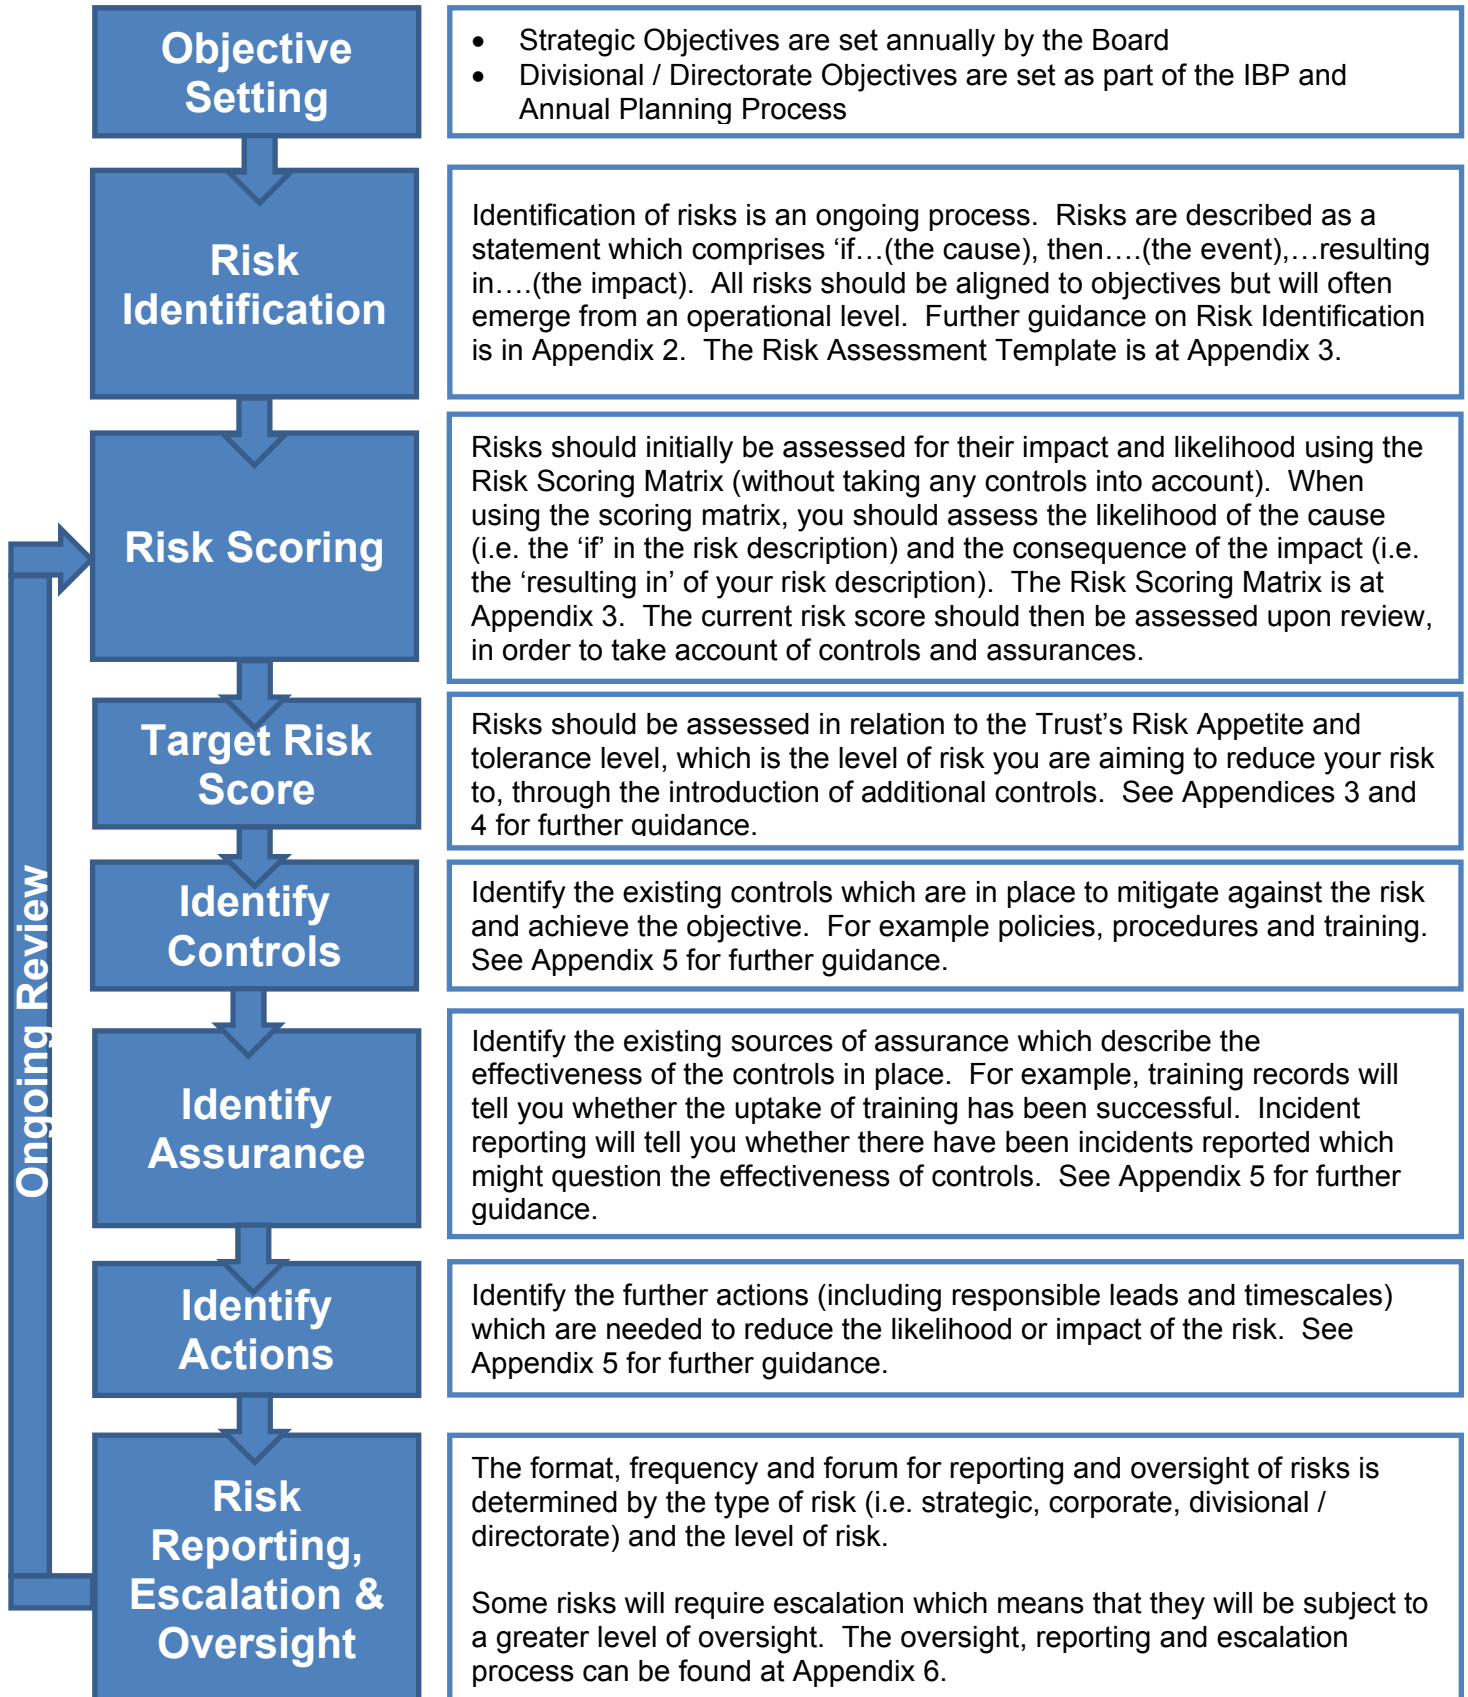 Objective
Setting
• Strategic Objectives are set annually by the Board
• Divisional / Directorate Objectives are set as part of the IBP and
Annual Planning Process
Risk
Identification
Identification of risks is an ongoing process. Risks are described as a
statement which comprises ‘if…(the cause), then….(the event),…resulting
in….(the impact). All risks should be aligned to objectives but will often
emerge from an operational level. Further guidance on Risk Identification
is in Appendix 2. The Risk Assessment Template is at Appendix 3.
Risk Scoring
Risks should initially be assessed for their impact and likelihood using the
Risk Scoring Matrix (without taking any controls into account). When
using the scoring matrix, you should assess the likelihood of the cause
(i.e. the ‘if’ in the risk description) and the consequence of the impact (i.e.
the ‘resulting in’ of your risk description). The Risk Scoring Matrix is at
Appendix 3. The current risk score should then be assessed upon review,
in order to take account of controls and assurances.
Target Risk
Score
Risks should be assessed in relation to the Trust’s Risk Appetite and
tolerance level, which is the level of risk you are aiming to reduce your risk
to, through the introduction of additional controls. See Appendices 3 and
4 for further guidance.
Identify
Controls
Identify the existing controls which are in place to mitigate against the risk
and achieve the objective. For example policies, procedures and training.
See Appendix 5 for further guidance.
Identify
Assurance
Identify the existing sources of assurance which describe the
effectiveness of the controls in place. For example, training records will
tell you whether the uptake of training has been successful. Incident
reporting will tell you whether there have been incidents reported which
might question the effectiveness of controls. See Appendix 5 for further
guidance.
Identify
Actions
Identify the further actions (including responsible leads and timescales)
which are needed to reduce the likelihood or impact of the risk. See
Appendix 5 for further guidance.
Risk
Reporting,
Escalation &
Oversight
The format, frequency and forum for reporting and oversight of risks is
determined by the type of risk (i.e. strategic, corporate, divisional /
directorate) and the level of risk.
Some risks will require escalation which means that they will be subject to
a greater level of oversight. The oversight, reporting and escalation
process can be found at Appendix 6.
Ongoing Review